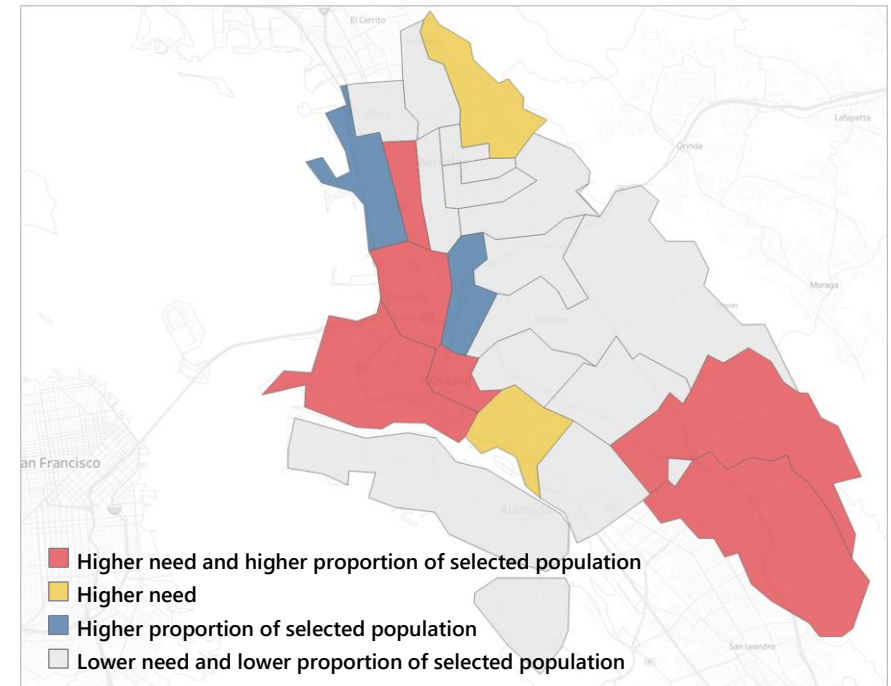 El Cerrito
Lafayette
Orinda
Berkeley
Moraga
Oakland
an Francisco
Alameda
Higher need and higher proportion of selected population
Higher need
Higher proportion of selected population
Lower need and lower proportion of selected population
San Leandro